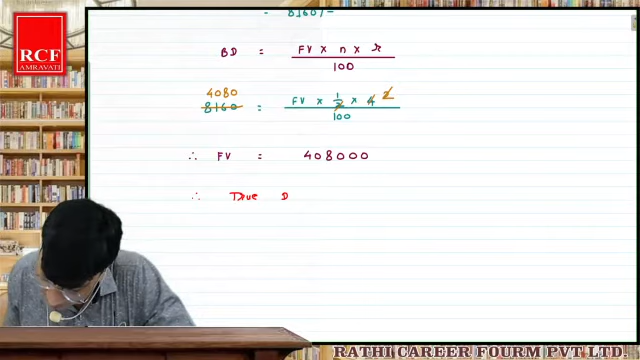 = 8160/-
RCF
AMRAVATI
BD = FV × n × r
100
4080
8160 = FV × 1/2 × 4 2
100
∴ FV = 408000
∴ True D
RATHI CAREER FOURM PVT LTD